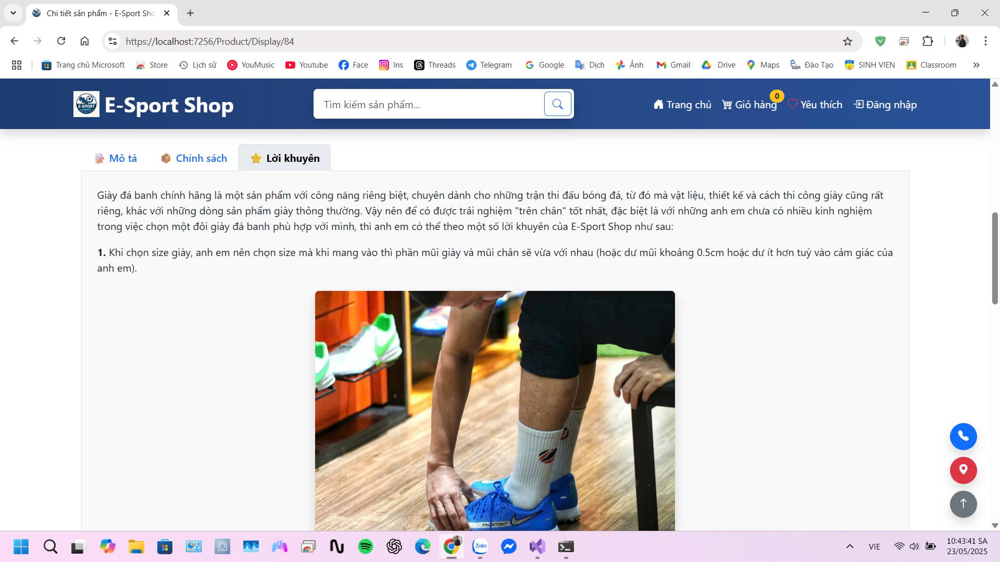 Chi tiết sản phẩm - E-Sport Sho
https://localhost:7256/Product/Display/84
Trang chủ Microsoft Store Lịch sử YouMusic Youtube Face Ins Threads Telegram Google Dịch Ảnh Gmail Drive Maps Đào Tạo SINH VIEN Classroom
E-SPORT
E-Sport Shop
Tìm kiếm sản phẩm...
Trang chủ Giỏ hàng 0 Yêu thích Đăng nhập
Mô tả Chính sách Lời khuyên
Giày đá banh chính hãng là một sản phẩm với công năng riêng biệt, chuyên dành cho những trận thi đấu bóng đá, từ đó mà vật liệu, thiết kế và cách thi công giày cũng rất
riêng, khác với những dòng sản phẩm giày thông thường. Vậy nên để có được trải nghiệm "trên chân" tốt nhất, đặc biệt là với những anh em chưa có nhiều kinh nghiệm
trong việc chọn một đôi giày đá banh phù hợp với mình, thì anh em có thể theo một số lời khuyên của E-Sport Shop như sau:
1. Khi chọn size giày, anh em nên chọn size mà khi mang vào thì phần mũi giày và mũi chân sẽ vừa với nhau (hoặc dư mũi khoảng 0.5cm hoặc dư ít hơn tuỳ vào cảm giác của
anh em).
PHANTOM
Zalo
VIE
10:43:41 SA
23/05/2025